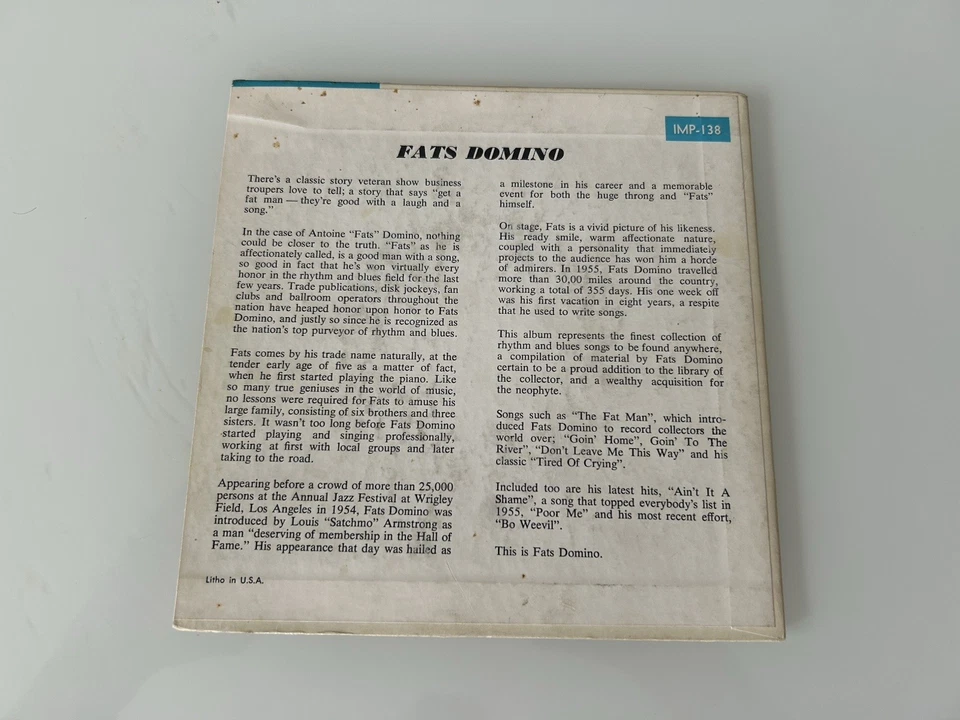 IMP-138
FATS DOMINO
There's a classic story veteran show business
troupers love to tell; a story that says "get a
fat man — they're good with a laugh and a
song."
In the case of Antoine "Fats" Domino, nothing
could be closer to the truth. "Fats" as he is
affectionately called, is a good man with a song,
so good in fact that he's won virtually every
honor in the rhythm and blues field for the last
few years. Trade publications, disk jockeys, fan
clubs and ballroom operators throughout the
nation have heaped honor upon honor to Fats
Domino, and justly so since he is recognized as
the nation's top purveyor of rhythm and blues.
Fats comes by his trade name naturally, at the
tender early age of five as a matter of fact,
when he first started playing the piano. Like
so many true geniuses in the world of music,
no lessons were required for Fats to amuse his
large family, consisting of six brothers and three
sisters. It wasn't too long before Fats Domino
started playing and singing professionally,
working at first with local groups and later
taking to the road.
Appearing before a crowd of more than 25,000
persons at the Annual Jazz Festival at Wrigley
Field, Los Angeles in 1954, Fats Domino was
introduced by Louis "Satchmo" Armstrong as
a man "deserving of membership in the Hall of
Fame." His appearance that day was hailed as
a milestone in his career and a memorable
event for both the huge throng and "Fats"
himself.
On stage, Fats is a vivid picture of his likeness.
His ready smile, warm affectionate nature,
coupled with a personality that immediately
projects to the audience has won him a horde
of admirers. In 1955, Fats Domino travelled
more than 30,00 miles around the country,
working a total of 355 days. His one week off
was his first vacation in eight years, a respite
that he used to write songs.
This album represents the finest collection of
rhythm and blues songs to be found anywhere,
a compilation of material by Fats Domino
certain to be a proud addition to the library of
the collector, and a wealthy acquisition for
the neophyte.
Songs such as "The Fat Man", which intro-
duced Fats Domino to record collectors the
world over; "Goin' Home", Goin' To The
River", "Don't Leave Me This Way" and his
classic "Tired Of Crying".
Included too are his latest hits, "Ain't It A
Shame", a song that topped everybody's list in
1955, "Poor Me" and his most recent effort,
"Bo Weevil".
This is Fats Domino.
Litho in U.S.A.